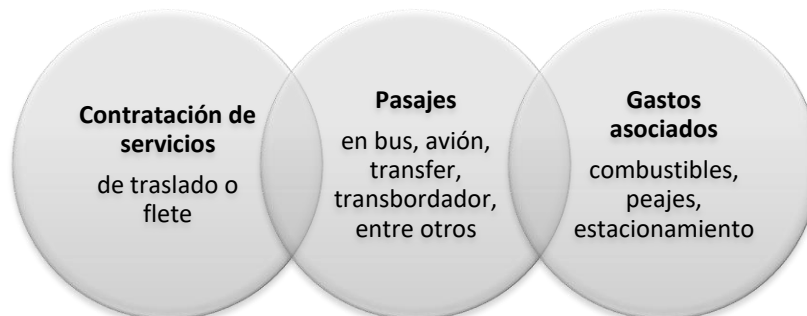 Contratación de
servicios
de traslado o
flete
Pasajes
en bus, avión,
transfer,
transbordador,
entre otros
Gastos
asociados
combustibles,
peajes,
estacionamiento